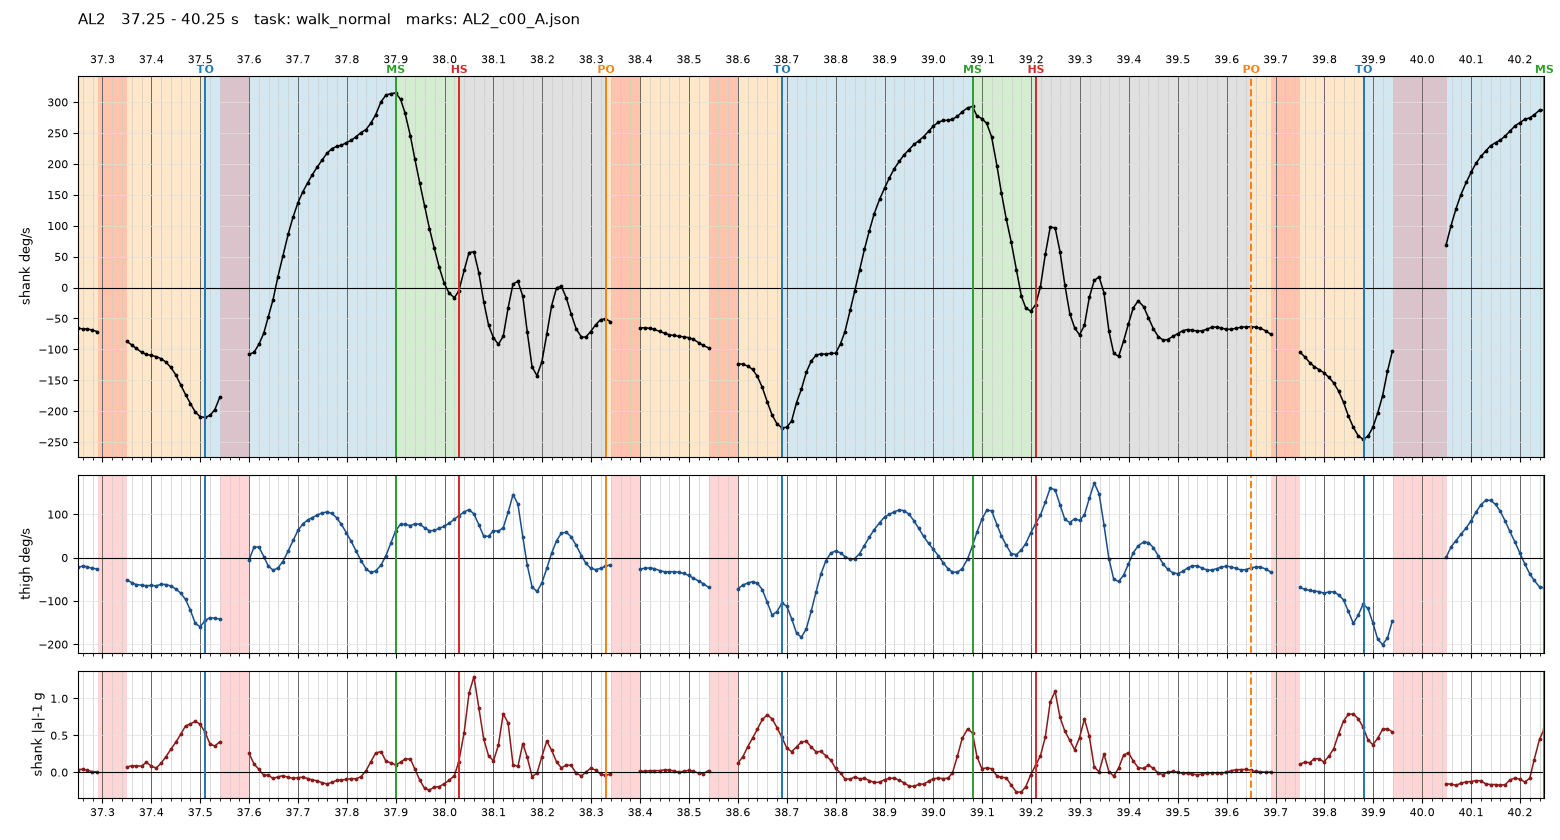 AL2   37.25 - 40.25 s   task: walk_normal   marks: AL2_c00_A.json
37.3 37.4 37.5 37.6 37.7 37.8 37.9 38.0 38.1 38.2 38.3 38.4 38.5 38.6 38.7 38.8 38.9 39.0 39.1 39.2 39.3 39.4 39.5 39.6 39.7 39.8 39.9 40.0 40.1 40.2
TO MS HS PO TO MS HS PO TO MS
shank deg/s
300
250
200
150
100
50
0
−50
−100
−150
−200
−250
thigh deg/s
100
0
−100
−200
shank |a|-1 g
1.0
0.5
0.0
37.3 37.4 37.5 37.6 37.7 37.8 37.9 38.0 38.1 38.2 38.3 38.4 38.5 38.6 38.7 38.8 38.9 39.0 39.1 39.2 39.3 39.4 39.5 39.6 39.7 39.8 39.9 40.0 40.1 40.2